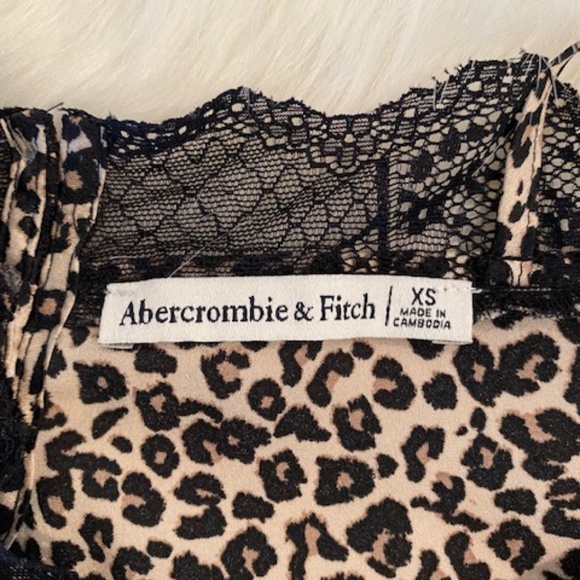 Abercrombie & Fitch
XS
MADE IN
CAMBODIA